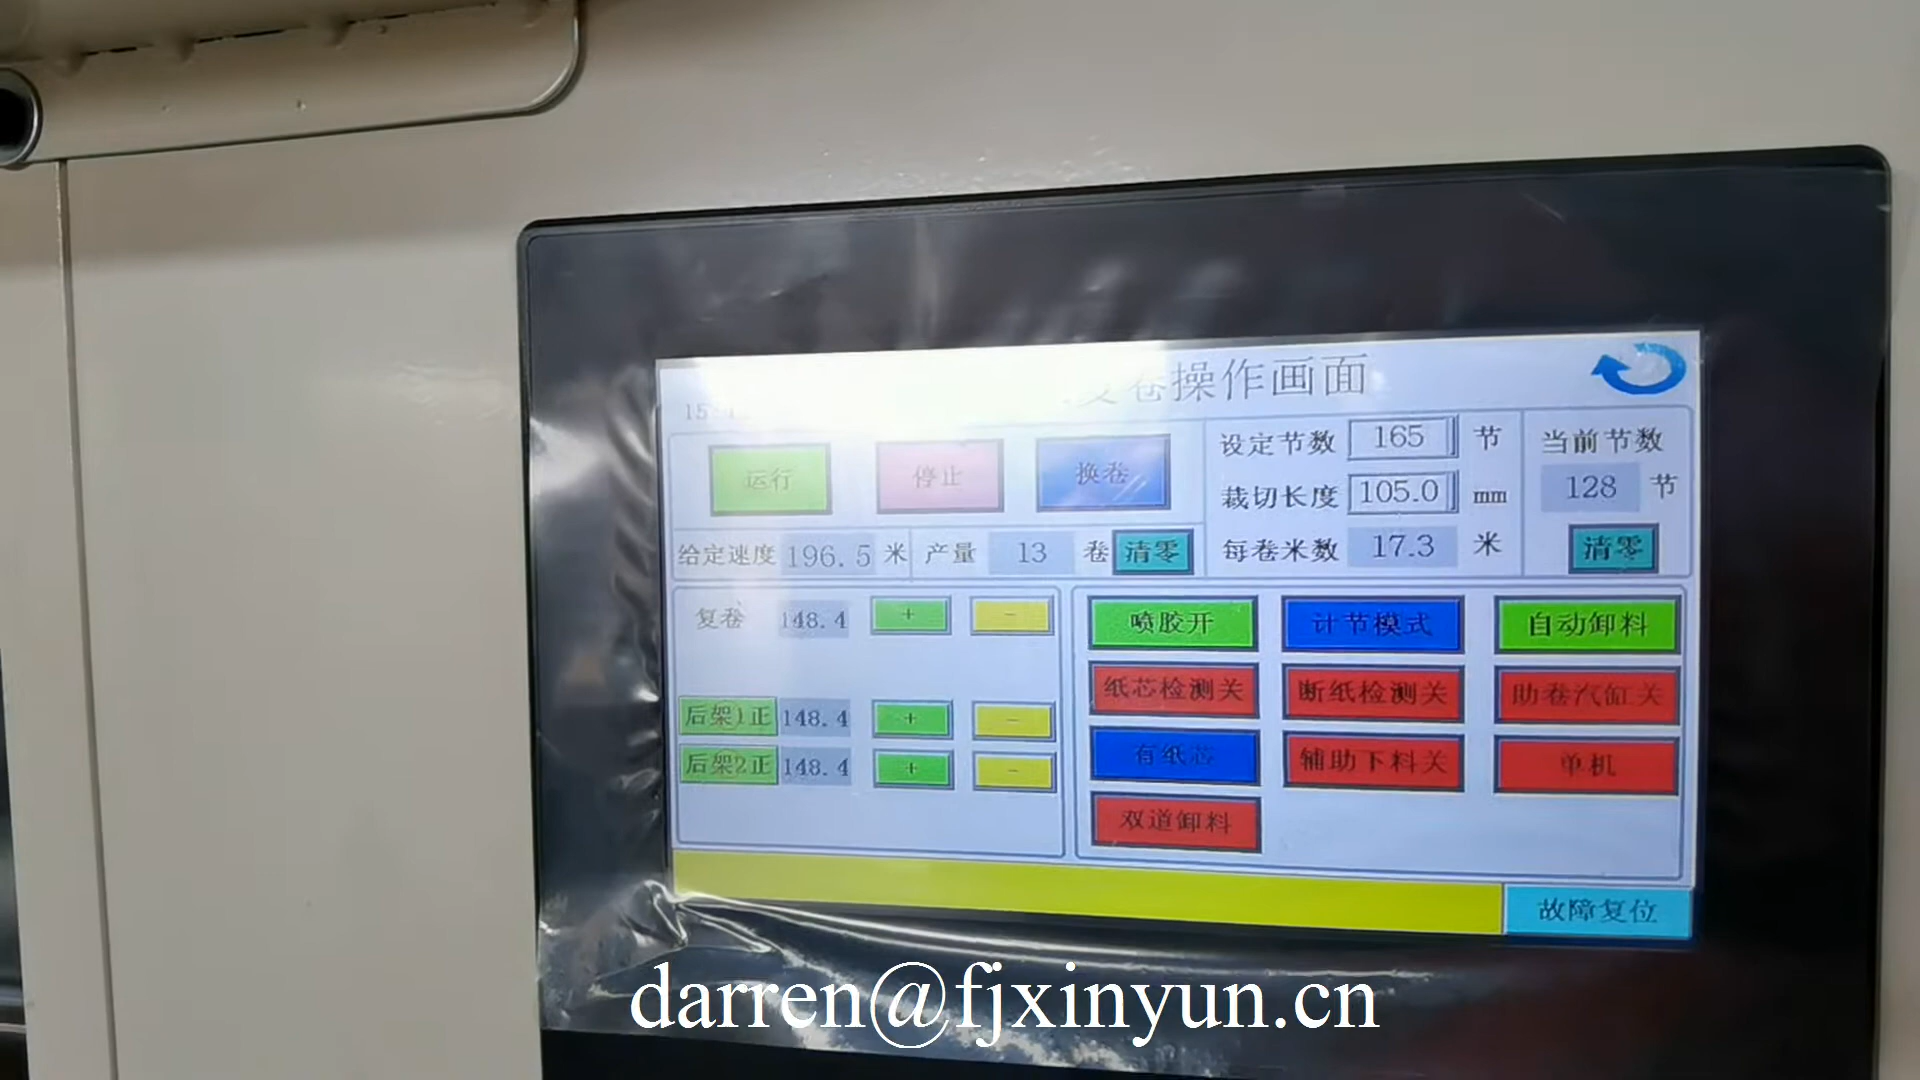 卷操作画面
运行 停止 换卷
设定节数 165 节
裁切长度 105.0 mm
每卷米数 17.3 米
当前节数
128 节
清零
给定速度 196.5 米 产量 13 卷 清零
复卷 148.4 + -
后架1正 148.4 + -
后架2正 148.4 + -
喷胶开 计节模式 自动卸料
纸芯检测关 断纸检测关 助卷汽缸关
有纸芯 辅助下料关 单机
双道卸料
故障复位
darren@fjxinyun.cn